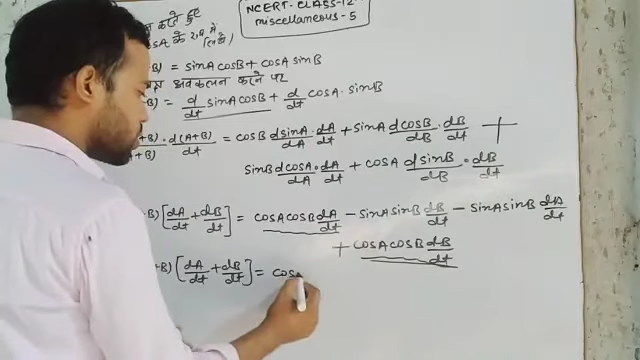 NCERT-CLASS-12
miscellaneous-5
करते हुए
osA के
लिखें)
B) = sinA cosB + cosA sinB
अवकलन करने पर
B) = d/dt sinA cosB + d/dt cosA · sinB
+B) · d(A+B)/dt = cosB dsinA/dA · dA/dt + sinA dcosB/dB · dB/dt +
+B)
sinB dcosA/dA · dA/dt + cosA dsinB/dB · dB/dt
B) [dA/dt + dB/dt] = cosA cosB dA/dt - sinA sinB dB/dt - sinA sinB dA/dt
+ cosA cosB dB/dt
+B) [dA/dt + dB/dt] = cosA